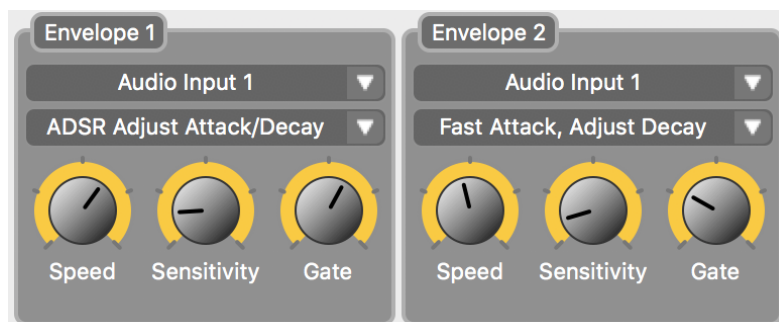 Envelope 1
Audio Input 1
ADSR Adjust Attack/Decay
Speed Sensitivity Gate
Envelope 2
Audio Input 1
Fast Attack, Adjust Decay
Speed Sensitivity Gate